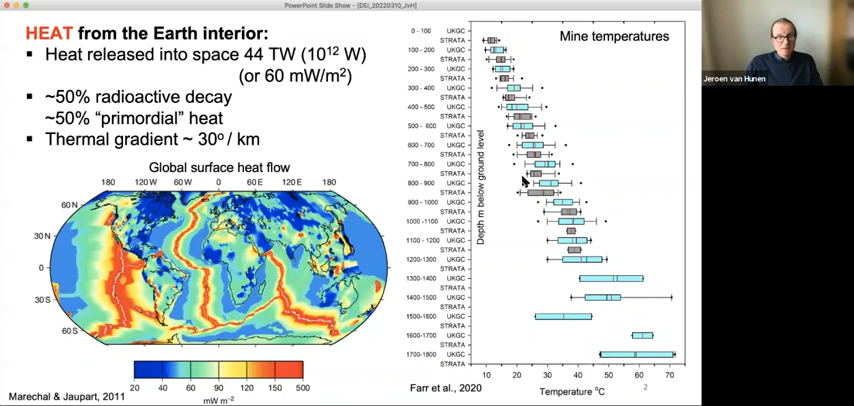 PowerPoint Slide Show - [DEI_20220310_JvH]
HEAT from the Earth interior:
▪ Heat released into space 44 TW (10¹² W)
(or 60 mW/m²)
▪ ~50% radioactive decay
~50% “primordial” heat
▪ Thermal gradient ~ 30º / km
Global surface heat flow
180 120W 60W 0 60E 120E 180
60N
30N
0
30S
60S
20 40 60 90 120 150 500
mW m⁻²
Marechal & Jaupart, 2011
Mine temperatures
Depth m below ground level
0 - 100 UKGC
STRATA
100 - 200 UKGC
STRATA
200 - 300 UKGC
STRATA
300 - 400 UKGC
STRATA
400 - 500 UKGC
STRATA
500 - 600 UKGC
STRATA
600 - 700 UKGC
STRATA
700 - 800 UKGC
STRATA
800 - 900 UKGC
STRATA
900 - 1000 UKGC
STRATA
1000 -1100 UKGC
STRATA
1100 - 1200 UKGC
STRATA
1200-1300 UKGC
STRATA
1300-1400 UKGC
STRATA
1400-1500 UKGC
STRATA
1500-1600 UKGC
STRATA
1600-1700 UKGC
STRATA
1700-1800 UKGC
STRATA
0 10 20 30 40 50 60 70
Temperature °C
Farr et al., 2020
2
Jeroen van Hunen